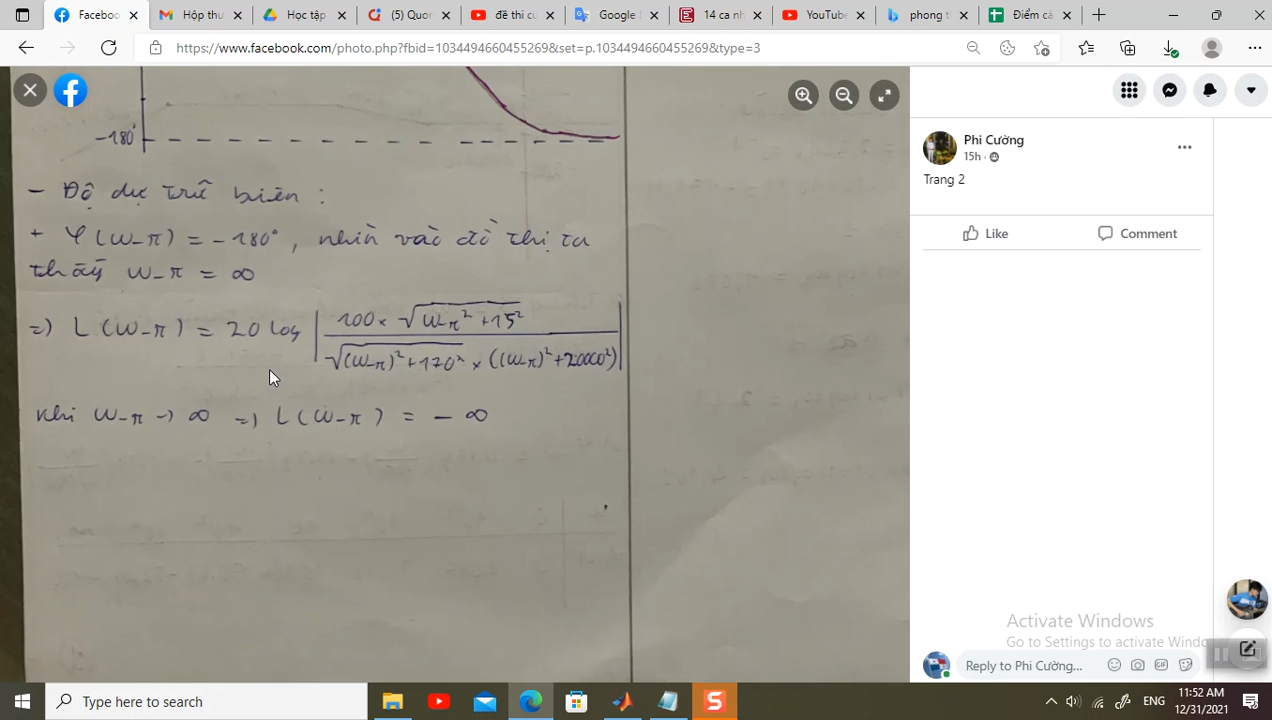 Facebo
Hộp thư
Học tập
(5) Quor
đề thi cu
Google
14 ca nh
YouTube
phong t
Điểm cá
https://www.facebook.com/photo.php?fbid=1034494660455269&set=p.1034494660455269&type=3
-180°
- Độ dự trữ biên :
+ φ(ω-π) = -180°, nhìn vào đồ thị ta
thấy ω-π = ∞
=) L(ω-π) = 20 log | 100 × √(ω-π² + 15²) / √((ω-π)² + 170²) × ((ω-π)² + 20000²) |
khi ω-π → ∞ =) L(ω-π) = - ∞
Phi Cường
15h ·
Trang 2
Like
Comment
Activate Windows
Go to Settings to activate Windo
Reply to Phi Cường...
GIF
Type here to search
S
ENG
11:52 AM
12/31/2021